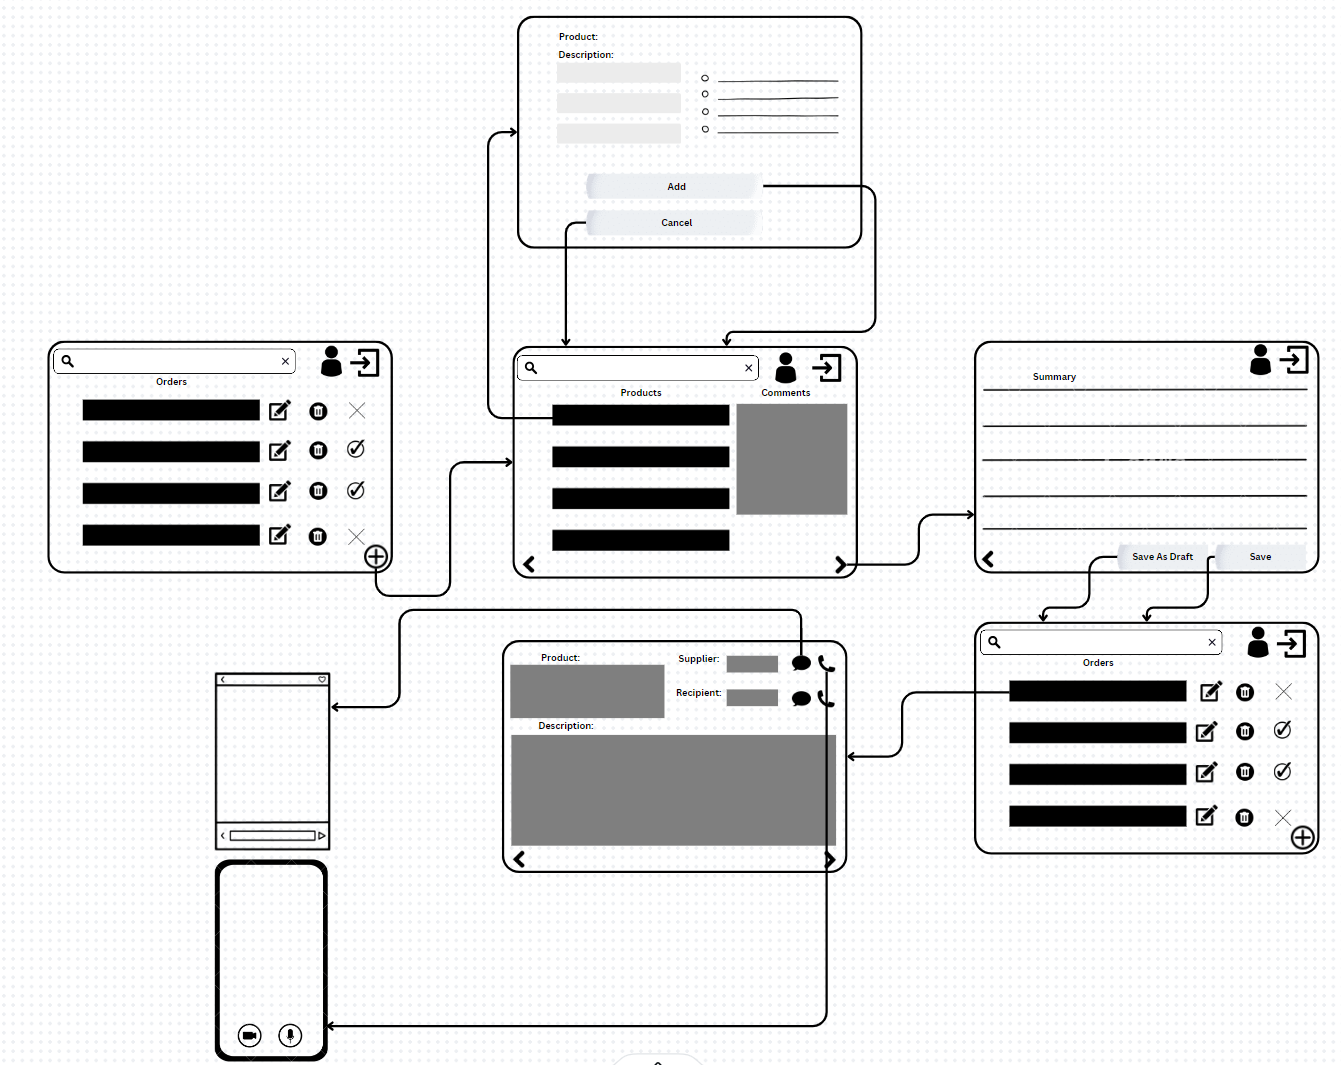 Product:
Description:
Add
Cancel
Orders
Products
Comments
Summary
Save As Draft
Save
Product:
Supplier:
Recipient:
Description:
Orders